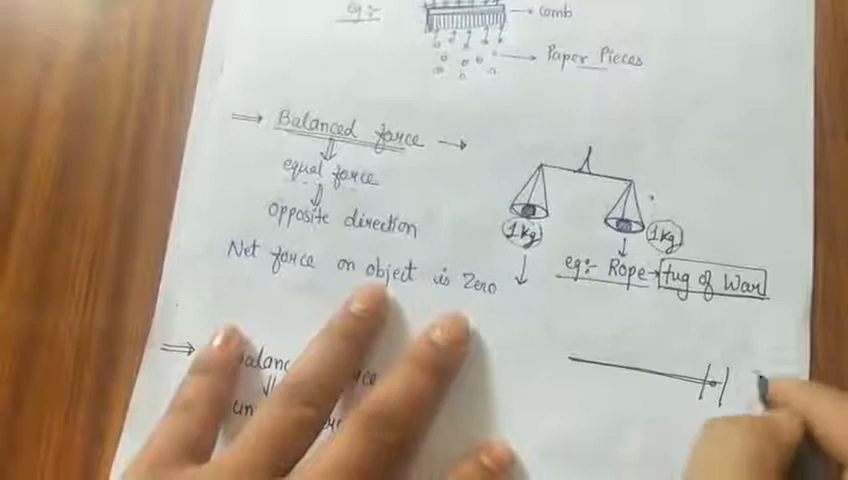 Eg:-
comb
Paper Pieces
Balanced force
equal force
opposite direction
Net force on object is Zero
1kg
1kg
eg:- Rope → tug of War
un